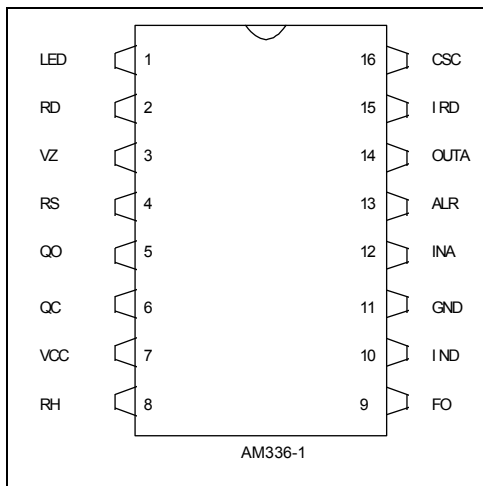 LED 1 16 CSC
RD 2 15 IRD
VZ 3 14 OUTA
RS 4 13 ALR
QO 5 12 INA
QC 6 11 GND
VCC 7 10 IND
RH 8 9 FO
AM336-1